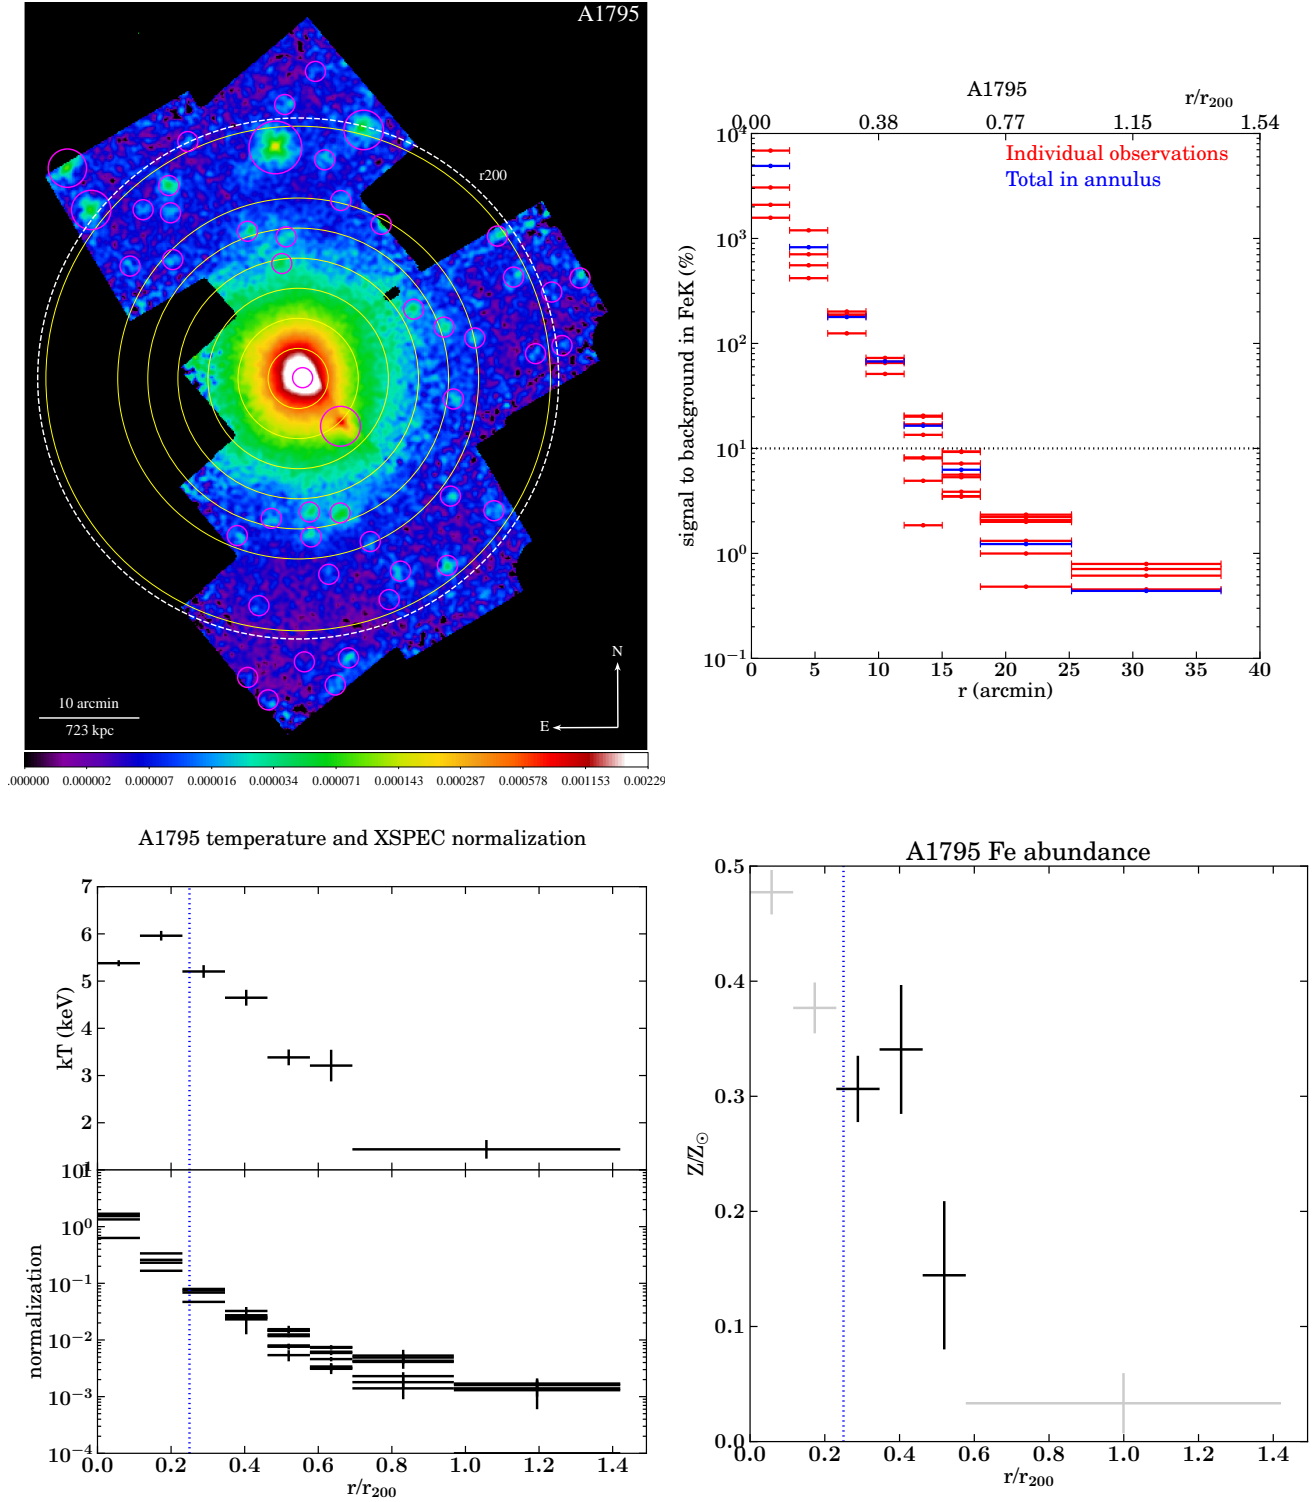 A1795
r200
N
E
10 arcmin
723 kpc
.000000 0.000002 0.000007 0.000016 0.000034 0.000071 0.000143 0.000287 0.000578 0.001153 0.00229
A1795
r/r200
0.00 0.38 0.77 1.15 1.54
Individual observations
Total in annulus
signal to background in FeK (%)
10^4
10^3
10^2
10^1
10^0
10^-1
0 5 10 15 20 25 30 35 40
r (arcmin)
A1795 temperature and XSPEC normalization
kT (keV)
7
6
5
4
3
2
1
normalization
10^1
10^0
10^-1
10^-2
10^-3
10^-4
0.0 0.2 0.4 0.6 0.8 1.0 1.2 1.4
r/r200
A1795 Fe abundance
Z/Z☉
0.5
0.4
0.3
0.2
0.1
0.0
0.0 0.2 0.4 0.6 0.8 1.0 1.2 1.4
r/r200